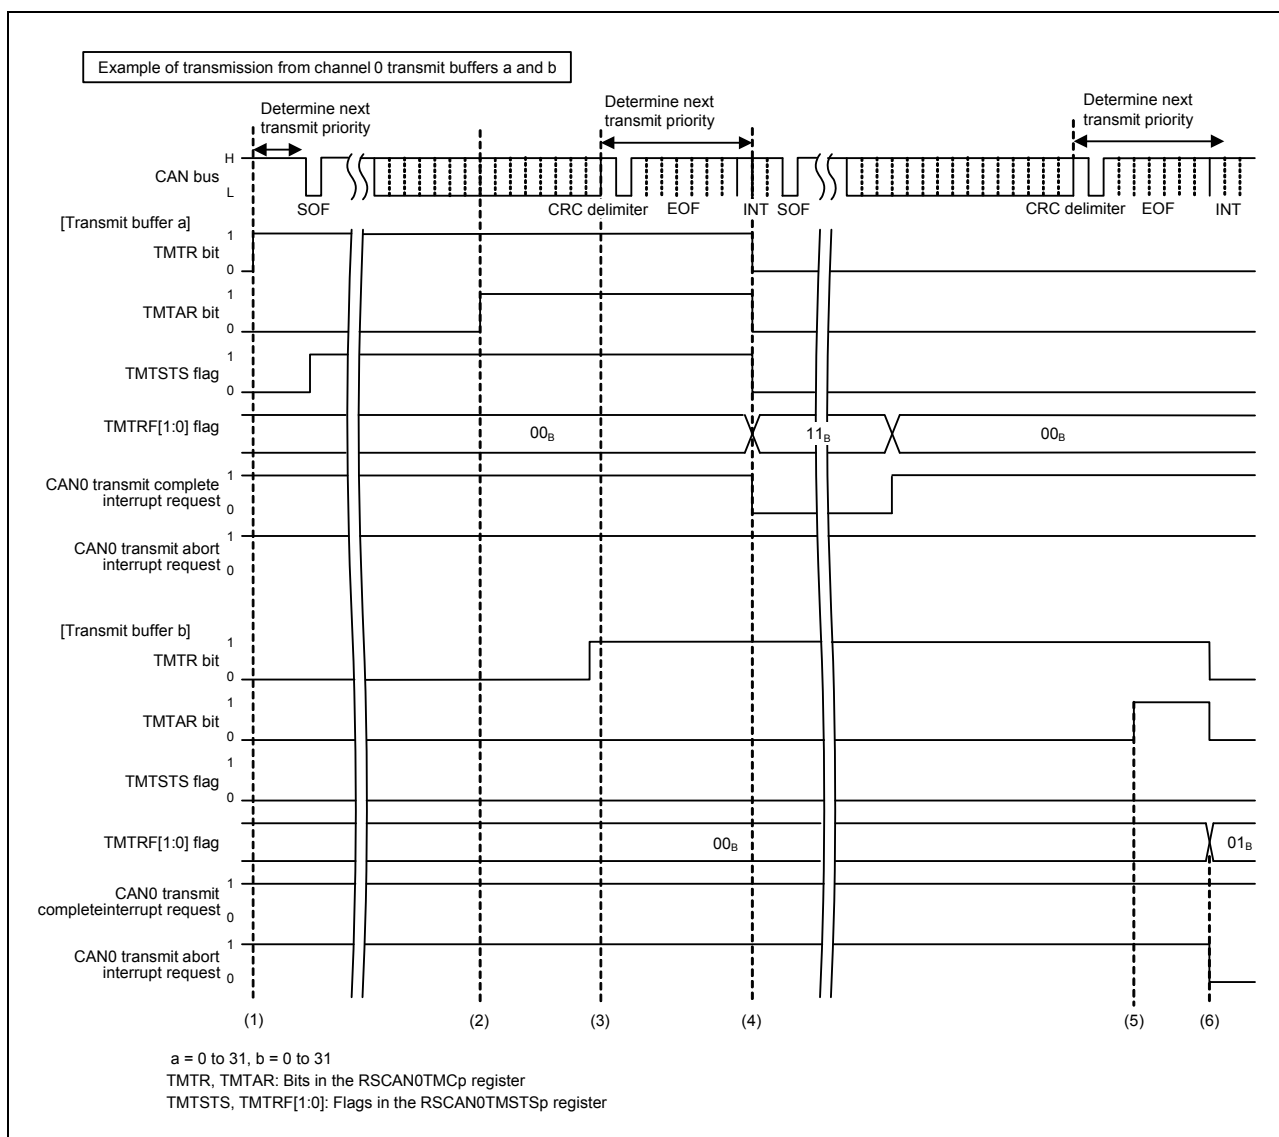 Example of transmission from channel 0 transmit buffers a and b
Determine next
transmit priority
Determine next
transmit priority
Determine next
transmit priority
H
CAN bus
L
SOF
CRC delimiter
EOF
INT
SOF
CRC delimiter
EOF
INT
[Transmit buffer a]
1
TMTR bit
0
1
TMTAR bit
0
1
TMTSTS flag
0
TMTRF[1:0] flag
00B
11B
00B
CAN0 transmit complete
interrupt request
1
0
CAN0 transmit abort
interrupt request
1
0
[Transmit buffer b]
1
TMTR bit
0
1
TMTAR bit
0
1
TMTSTS flag
0
TMTRF[1:0] flag
00B
01B
CAN0 transmit
completeinterrupt request
1
0
CAN0 transmit abort
interrupt request
1
0
(1)
(2)
(3)
(4)
(5)
(6)
a = 0 to 31, b = 0 to 31
TMTR, TMTAR: Bits in the RSCAN0TMCp register
TMTSTS, TMTRF[1:0]: Flags in the RSCAN0TMSTSp register